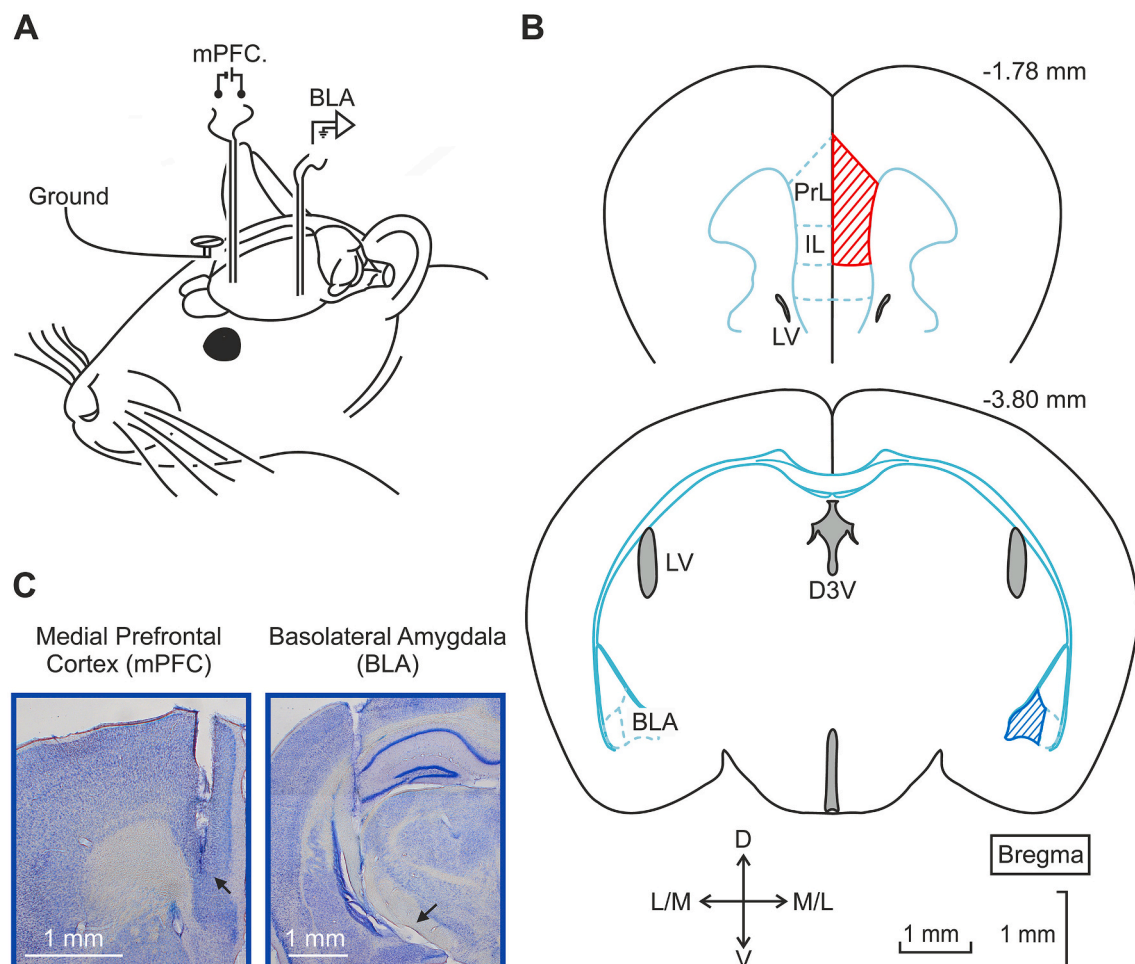 A
mPFC.
BLA
Ground
B
-1.78 mm
PrL
IL
LV
-3.80 mm
LV
D3V
BLA
C
Medial Prefrontal
Cortex (mPFC)
Basolateral Amygdala
(BLA)
1 mm
1 mm
D
L/M
M/L
V
Bregma
1 mm
1 mm